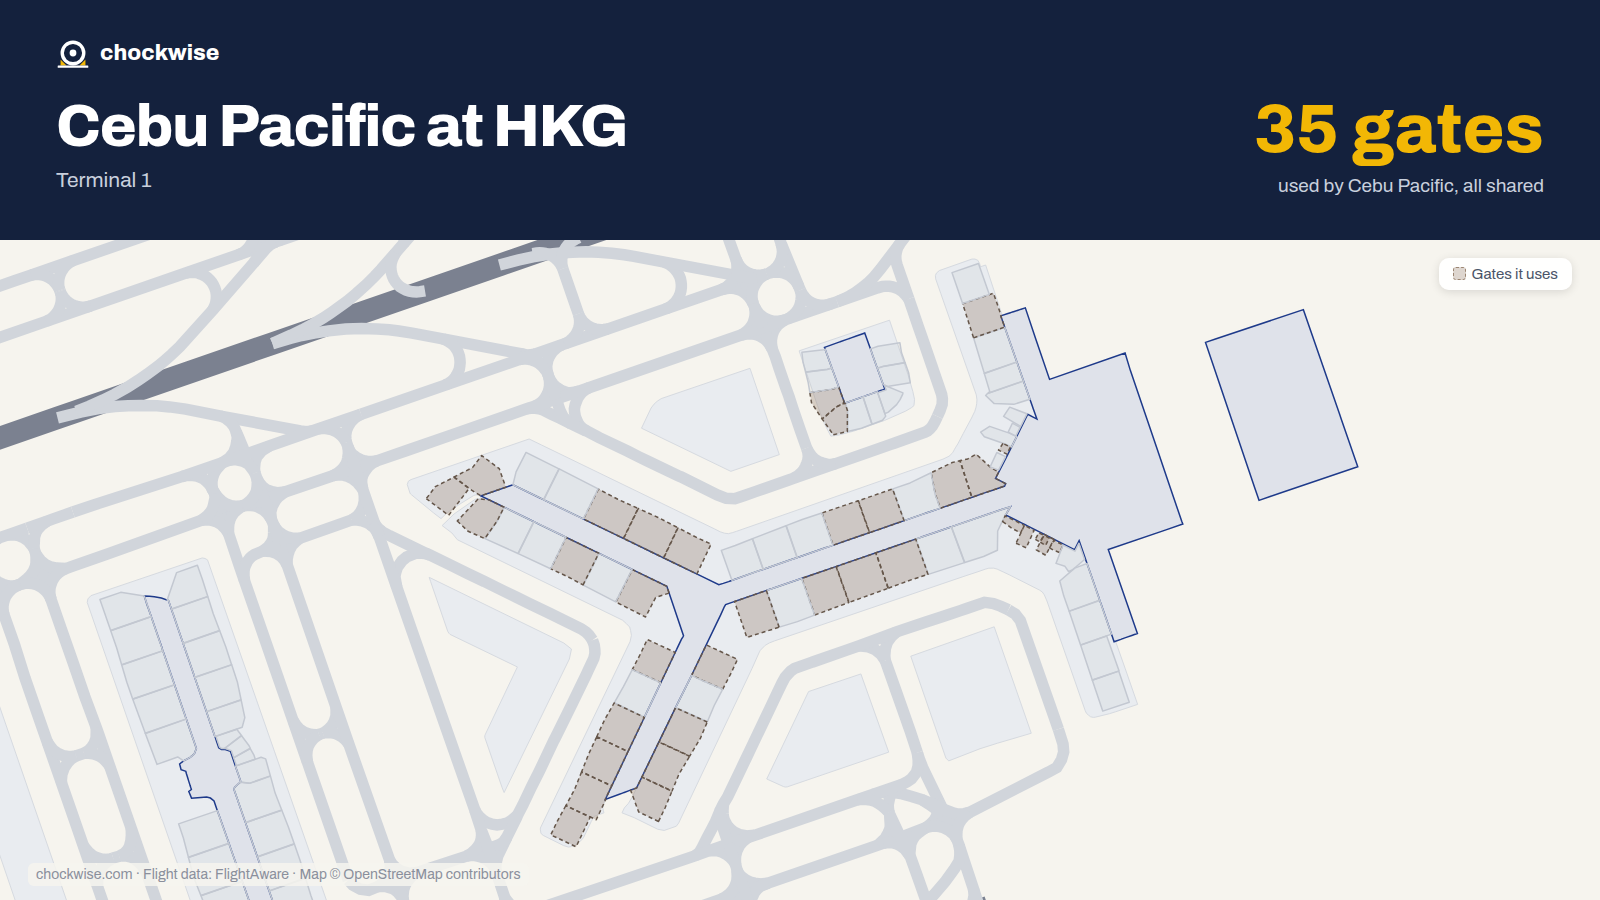 chockwise
Cebu Pacific at HKG
Terminal 1
35 gates
used by Cebu Pacific, all shared
Gates it uses
chockwise.com · Flight data: FlightAware · Map © OpenStreetMap contributors